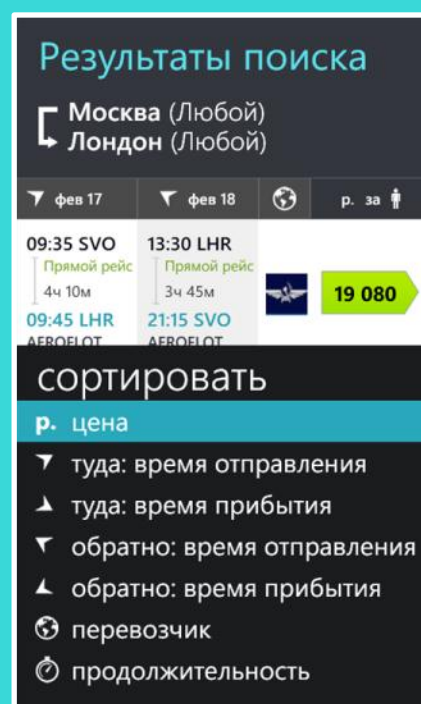 Результаты поиска
Москва (Любой)
Лондон (Любой)
фев 17 фев 18 р. за
09:35 SVO 13:30 LHR
Прямой рейс Прямой рейс
4ч 10м 3ч 45м
19 080
09:45 LHR 21:15 SVO
AEROFLOT AEROFLOT
сортировать
р. цена
туда: время отправления
туда: время прибытия
обратно: время отправления
обратно: время прибытия
перевозчик
продолжительность